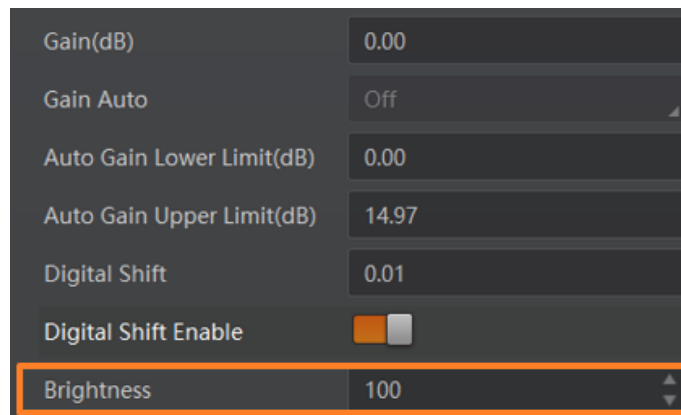 Gain(dB) 0.00
Gain Auto Off
Auto Gain Lower Limit(dB) 0.00
Auto Gain Upper Limit(dB) 14.97
Digital Shift 0.01
Digital Shift Enable
Brightness 100